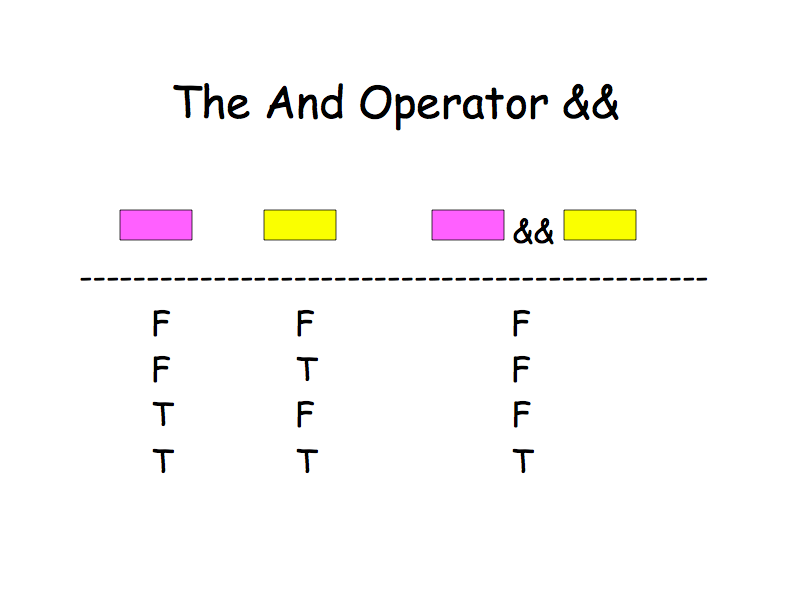 The And Operator &&
&&
-----------------------------------------------
F F F
F T F
T F F
T T T